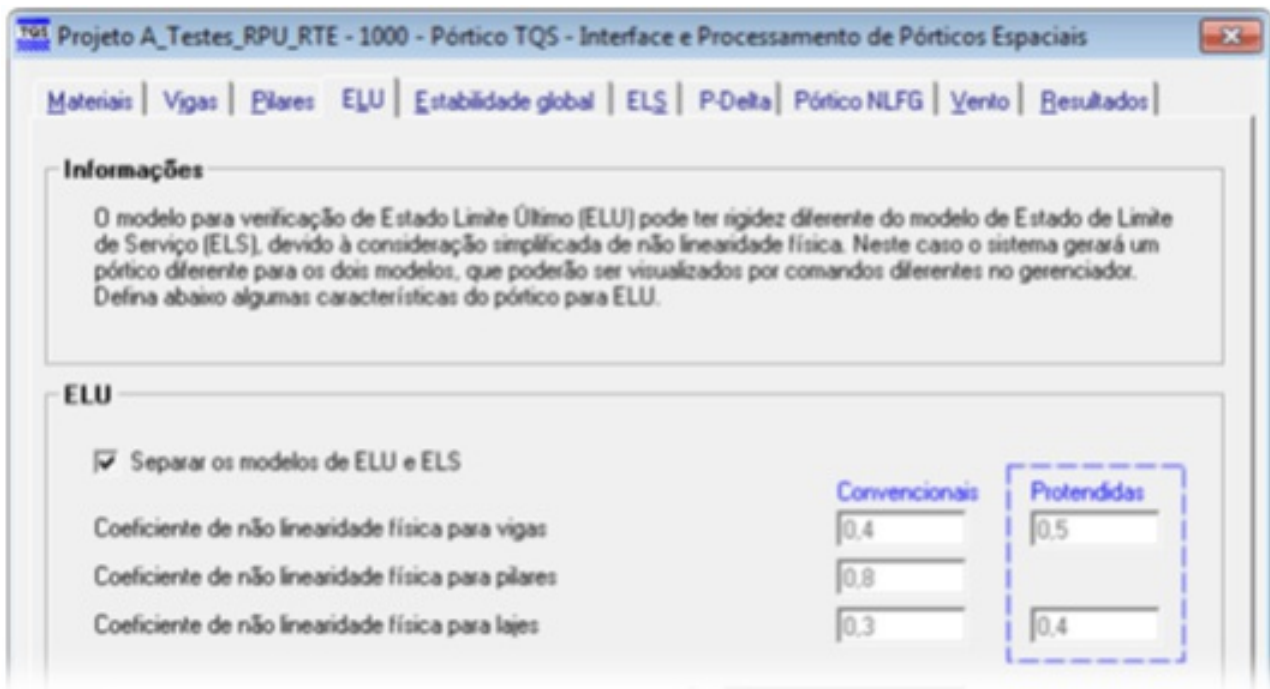 TQS Projeto A_Testes_RPU_RTE - 1000 - Pórtico TQS - Interface e Processamento de Pórticos Espaciais
Materiais Vigas Pilares ELU Estabilidade global ELS P-Delta Pórtico NLFG Vento Resultados
Informações
O modelo para verificação de Estado Limite Último (ELU) pode ter rigidez diferente do modelo de Estado de Limite
de Serviço (ELS), devido à consideração simplificada de não linearidade física. Neste caso o sistema gerará um
pórtico diferente para os dois modelos, que poderão ser visualizados por comandos diferentes no gerenciador.
Defina abaixo algumas características do pórtico para ELU.
ELU
Separar os modelos de ELU e ELS
Convencionais Protendidas
Coeficiente de não linearidade física para vigas 0,4 0,5
Coeficiente de não linearidade física para pilares 0,8
Coeficiente de não linearidade física para lajes 0,3 0,4